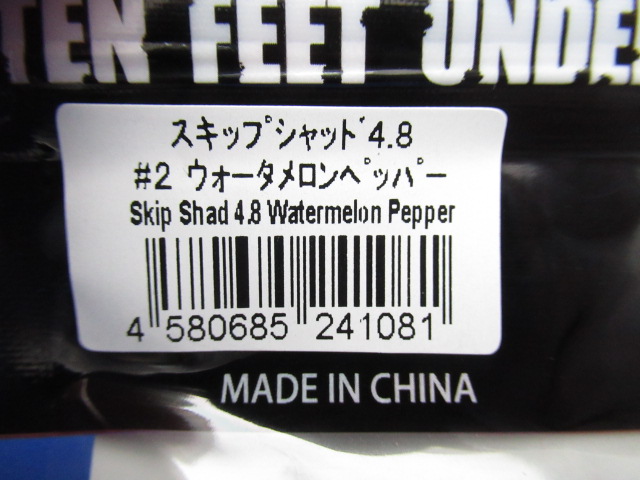 TEN FEET UNDE
スキップシャッド4.8
#2 ウォータメロンペッパー
Skip Shad 4.8 Watermelon Pepper
4 580685 241081
MADE IN CHINA